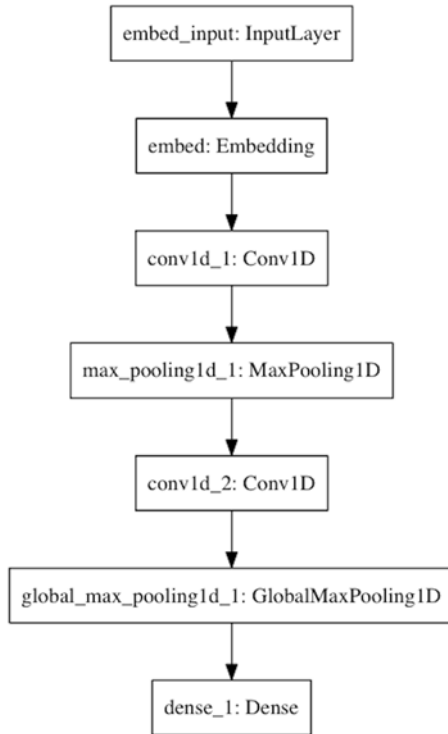 embed_input: InputLayer
embed: Embedding
conv1d_1: Conv1D
max_pooling1d_1: MaxPooling1D
conv1d_2: Conv1D
global_max_pooling1d_1: GlobalMaxPooling1D
dense_1: Dense